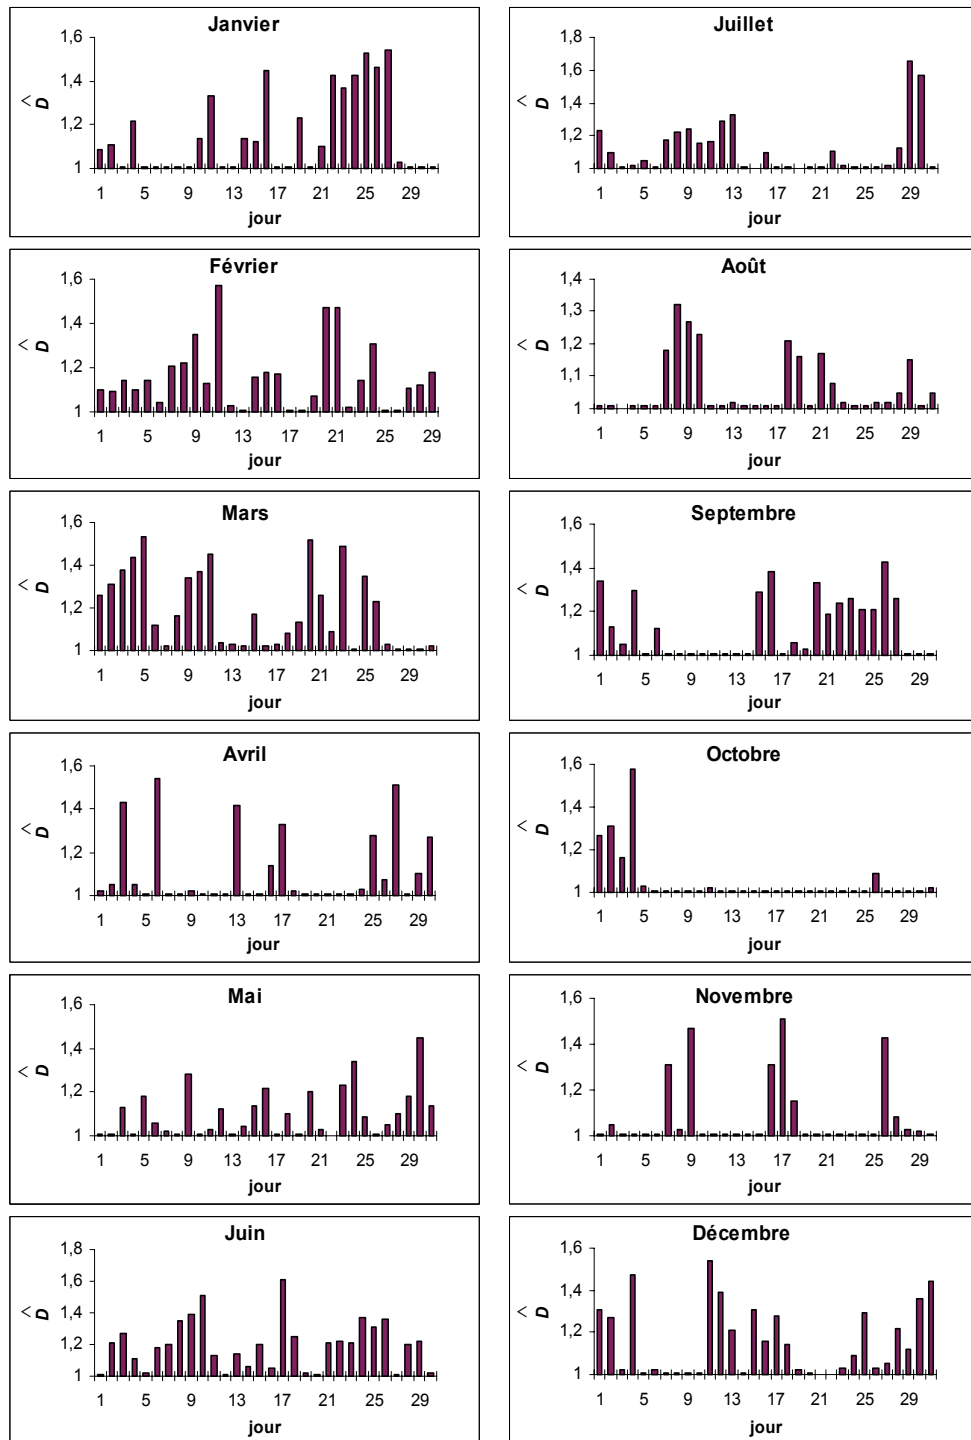 Janvier
1,6
1,4
1,2
1
^
D
1 5 9 13 17 21 25 29
jour
Juillet
1,8
1,6
1,4
1,2
1
^
D
1 5 9 13 17 21 25 29
jour
Février
1,6
1,4
1,2
1
^
D
1 5 9 13 17 21 25 29
jour
Août
1,4
1,3
1,2
1,1
1
^
D
1 5 9 13 17 21 25 29
jour
Mars
1,6
1,4
1,2
1
^
D
1 5 9 13 17 21 25 29
jour
Septembre
1,6
1,4
1,2
1
^
D
1 5 9 13 17 21 25 29
jour
Avril
1,6
1,4
1,2
1
^
D
1 5 9 13 17 21 25 29
jour
Octobre
1,6
1,4
1,2
1
^
D
1 5 9 13 17 21 25 29
jour
Mai
1,6
1,4
1,2
1
^
D
1 5 9 13 17 21 25 29
jour
Novembre
1,6
1,4
1,2
1
^
D
1 5 9 13 17 21 25 29
jour
Juin
1,8
1,6
1,4
1,2
1
^
D
1 5 9 13 17 21 25 29
jour
Décembre
1,6
1,4
1,2
1
^
D
1 5 9 13 17 21 25 29
jour